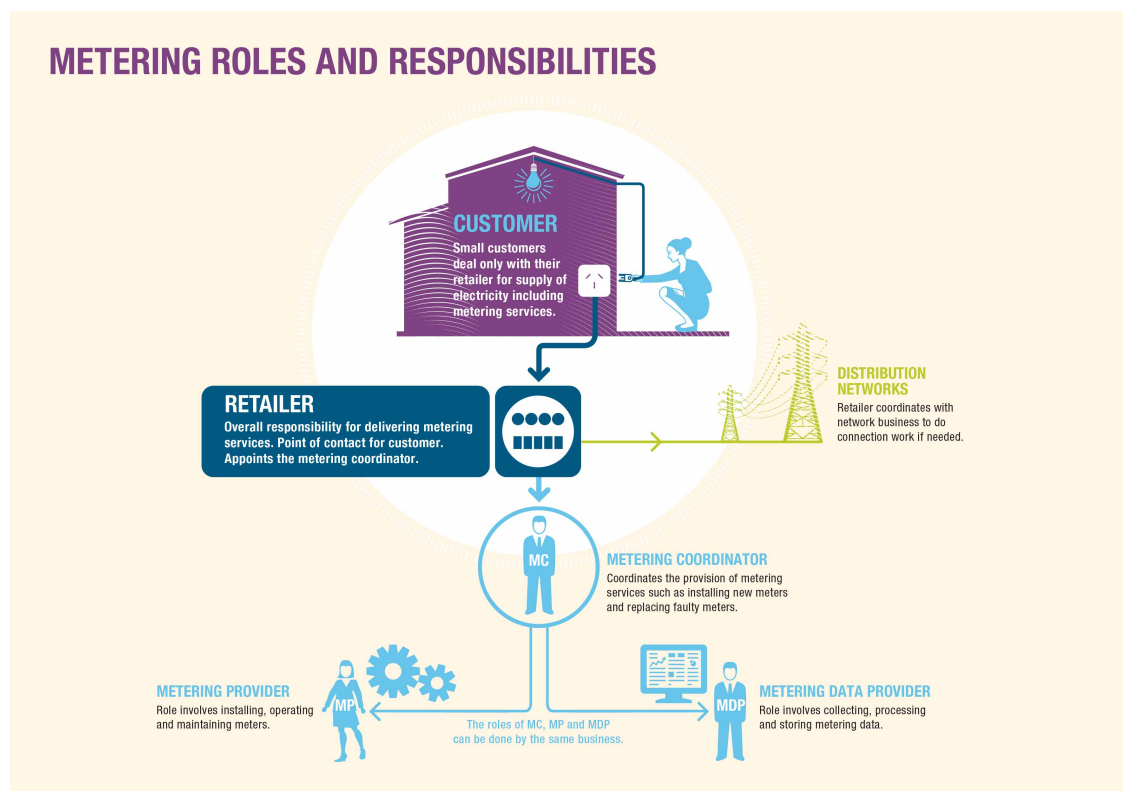 METERING ROLES AND RESPONSIBILITIES
CUSTOMER
Small customers
deal only with their
retailer for supply of
electricity including
metering services.
DISTRIBUTION
NETWORKS
Retailer coordinates with
network business to do
connection work if needed.
RETAILER
Overall responsibility for delivering metering
services. Point of contact for customer.
Appoints the metering coordinator.
MC
METERING COORDINATOR
Coordinates the provision of metering
services such as installing new meters
and replacing faulty meters.
METERING PROVIDER
Role involves installing, operating
and maintaining meters.
MP
The roles of MC, MP and MDP
can be done by the same business.
MDP
METERING DATA PROVIDER
Role involves collecting, processing
and storing metering data.